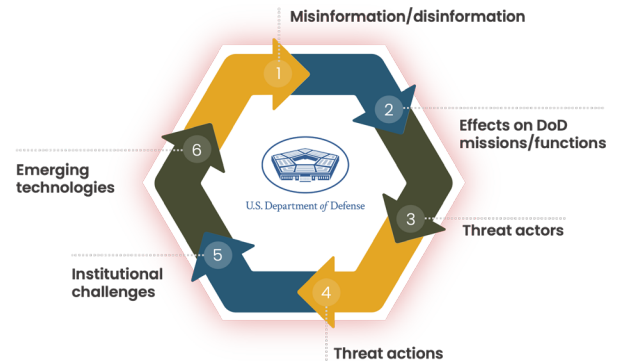 Misinformation/disinformation
1
2
Effects on DoD
missions/functions
6
Emerging
technologies
U.S. Department of Defense
3
Threat actors
5
Institutional
challenges
4
Threat actions